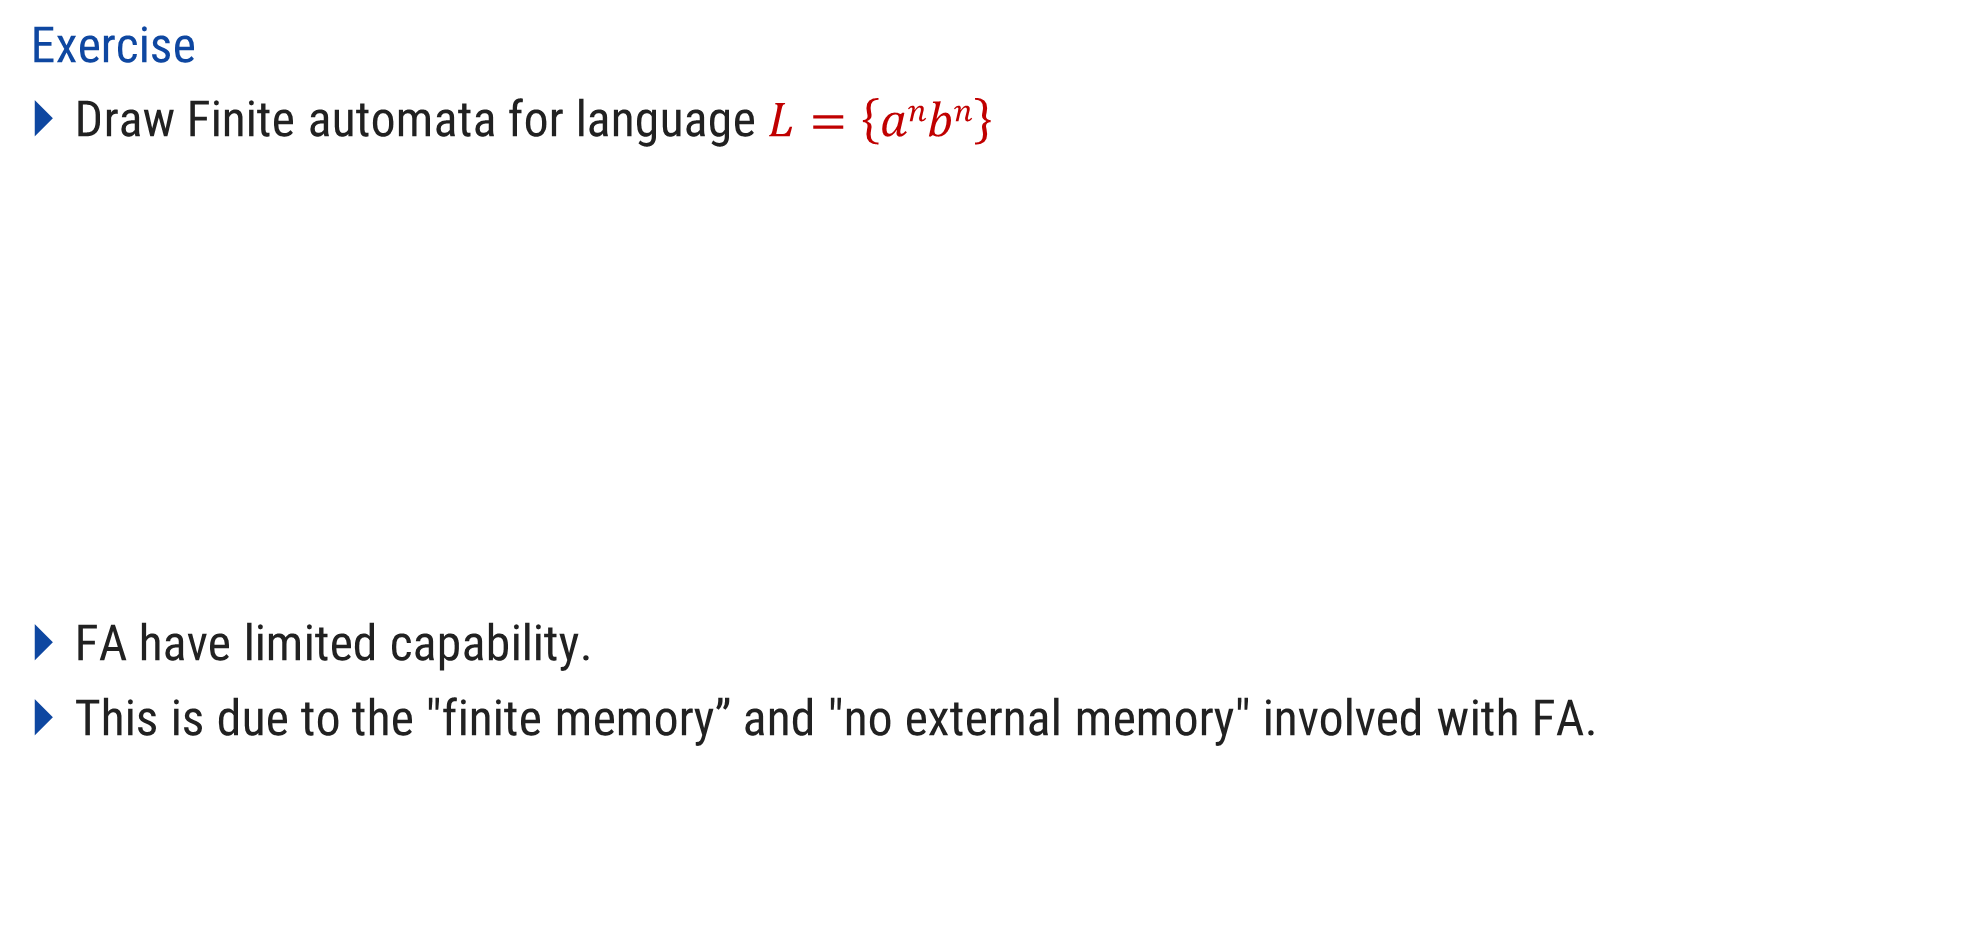 Exercise
Draw Finite automata for language L = {aⁿbⁿ}
FA have limited capability.
This is due to the "finite memory” and "no external memory" involved with FA.